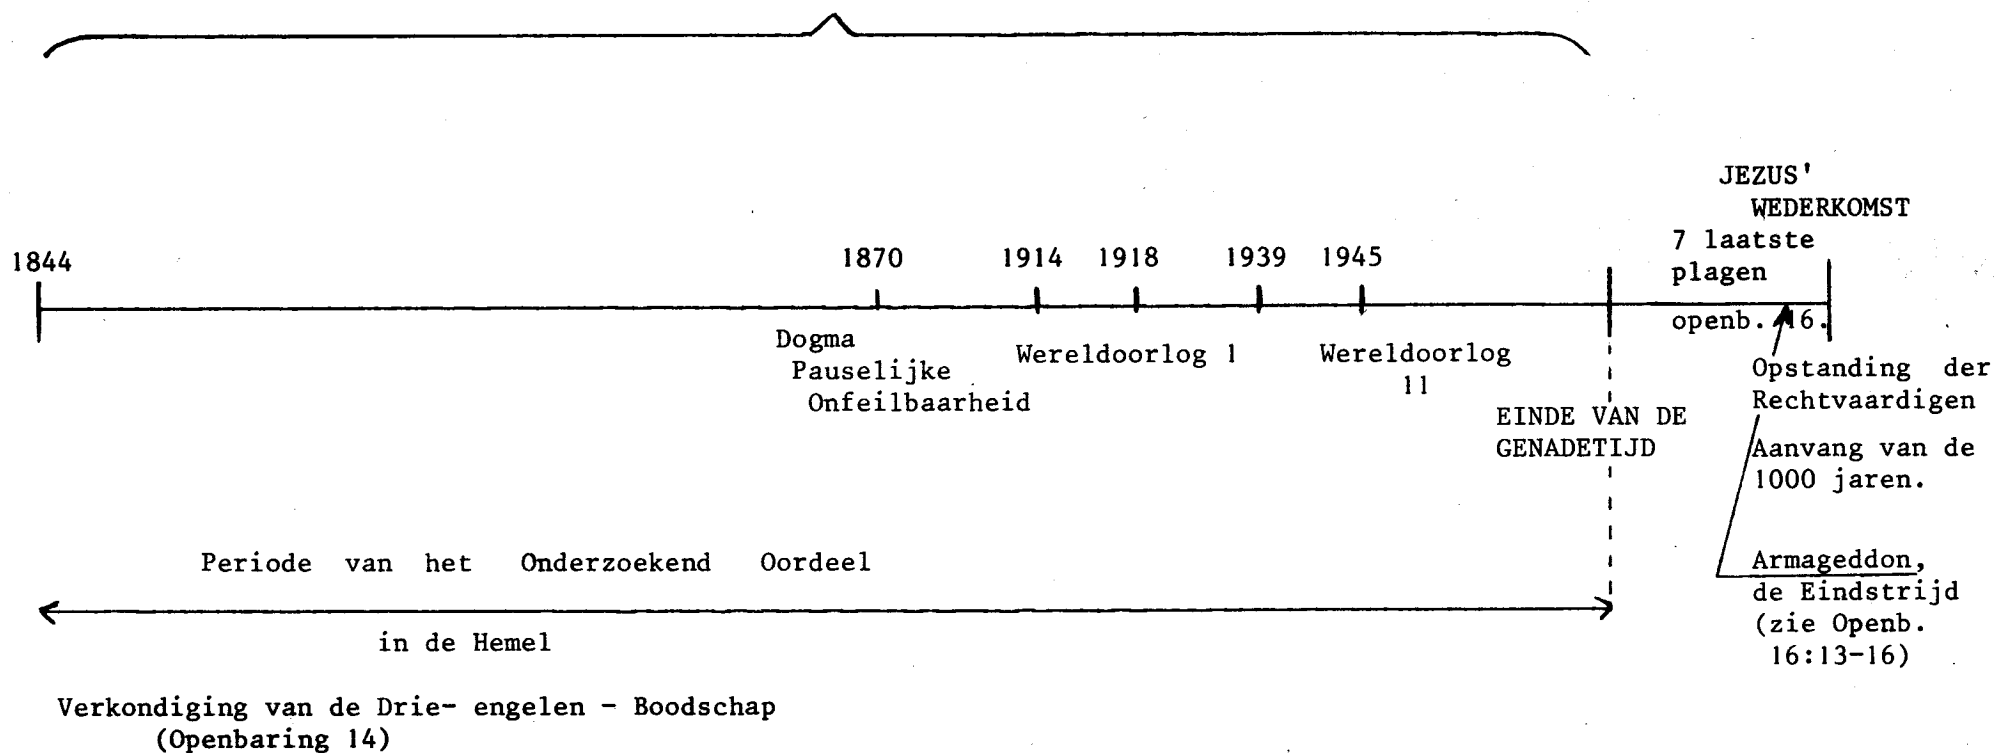 JEZUS'
WEDERKOMST
7 laatste
plagen
openb. 16.
1844
1870
1914
1918
1939
1945
Dogma
Pauselijke
Onfeilbaarheid
Wereldoorlog 1
Wereldoorlog
11
EINDE VAN DE
GENADETIJD
Opstanding der
Rechtvaardigen
Aanvang van de
1000 jaren.
Armageddon,
de Eindstrijd
(zie Openb.
16:13-16)
Periode van het Onderzoekend Oordeel
in de Hemel
Verkondiging van de Drie- engelen - Boodschap
(Openbaring 14)